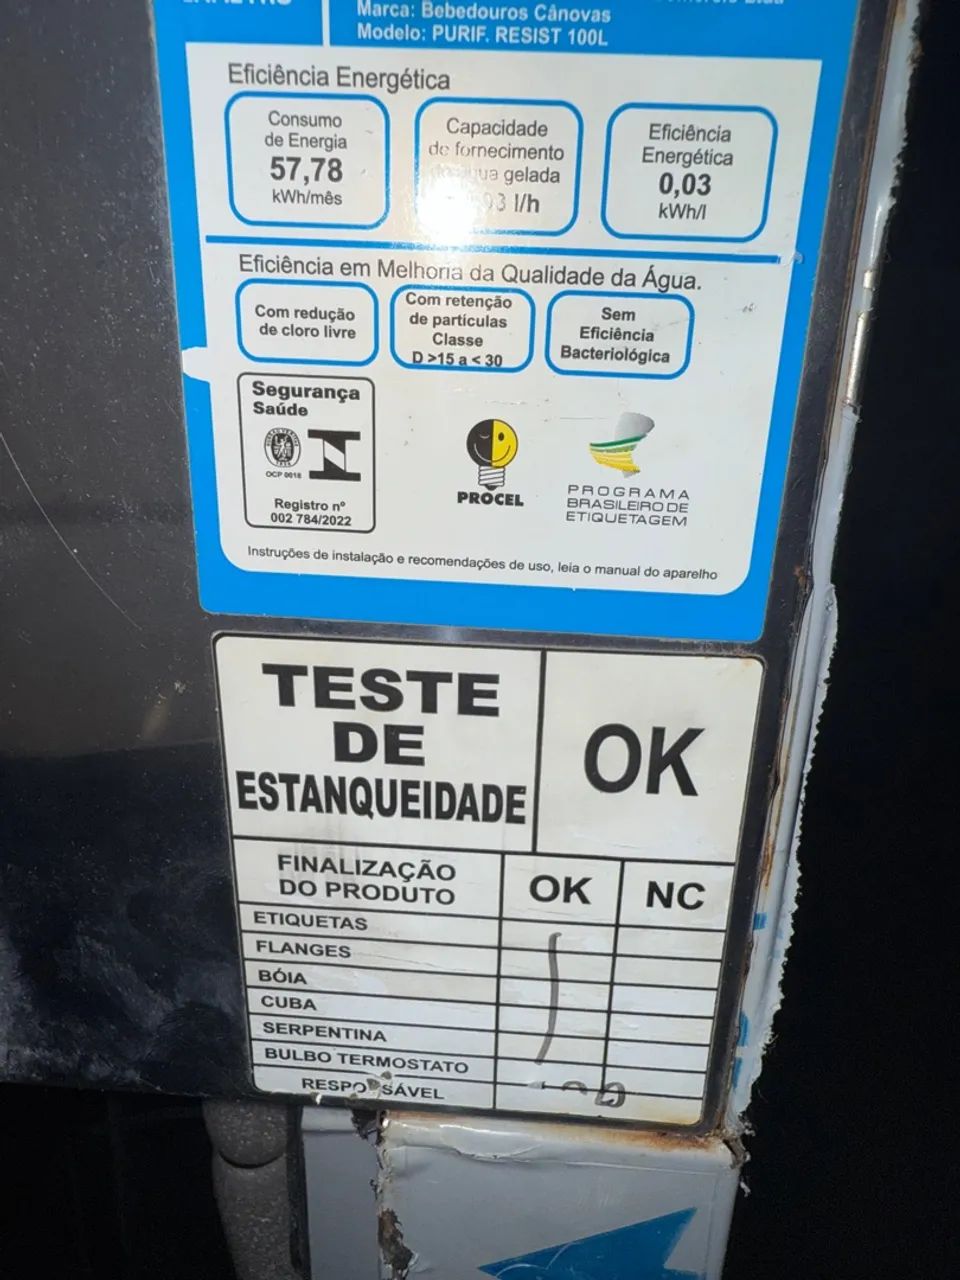 Marca: Bebedouros Cânovas
Modelo: PURIF. RESIST 100L
Eficiência Energética
Consumo
de Energia
57,78
kWh/mês
Capacidade
de fornecimento
água gelada
l/h
Eficiência
Energética
0,03
kWh/l
Eficiência em Melhoria da Qualidade da Água.
Com redução
de cloro livre
Com retenção
de partículas
Classe
D >15 a < 30
Sem
Eficiência
Bacteriológica
Segurança
Saúde
OCP 0018
Registro nº
002 784/2022
PROCEL
PROGRAMA
BRASILEIRO DE
ETIQUETAGEM
Instruções de instalação e recomendações de uso, leia o manual do aparelho
TESTE
DE
ESTANQUEIDADE
OK
FINALIZAÇÃO
DO PRODUTO
OK
NC
ETIQUETAS
FLANGES
BÓIA
CUBA
SERPENTINA
BULBO TERMOSTATO
RESPONSÁVEL